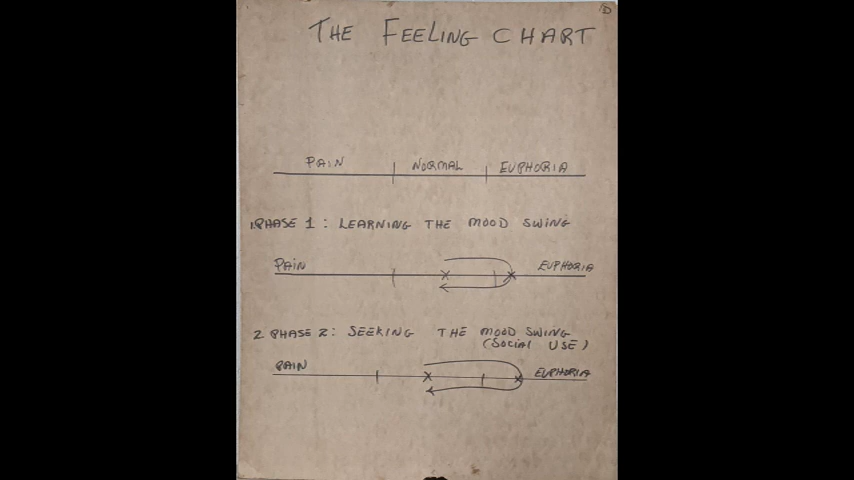 D
THE FEELING CHART
PAIN NORMAL EUPHORIA
1. PHASE 1: LEARNING THE MOOD SWING
PAIN EUPHORIA
2 PHASE 2: SEEKING THE MOOD SWING
(SOCIAL USE)
PAIN EUPHORIA